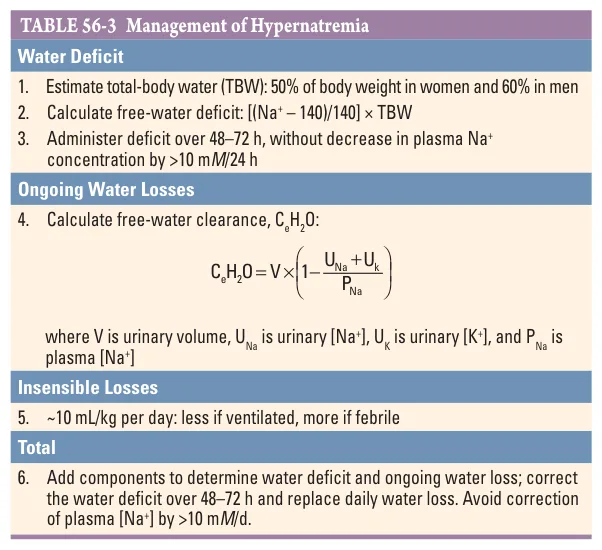 TABLE 56-3 Management of Hypernatremia
Water Deficit
1. Estimate total-body water (TBW): 50% of body weight in women and 60% in men
2. Calculate free-water deficit: [(Na⁺ – 140)/140] × TBW
3. Administer deficit over 48–72 h, without decrease in plasma Na⁺
concentration by >10 mM/24 h
Ongoing Water Losses
4. Calculate free-water clearance, CₑH₂O:
CₑH₂O = V × (1 – (U_Na + U_k)/P_Na)
where V is urinary volume, U_Na is urinary [Na⁺], U_K is urinary [K⁺], and P_Na is
plasma [Na⁺]
Insensible Losses
5. ~10 mL/kg per day: less if ventilated, more if febrile
Total
6. Add components to determine water deficit and ongoing water loss; correct
the water deficit over 48–72 h and replace daily water loss. Avoid correction
of plasma [Na⁺] by >10 mM/d.